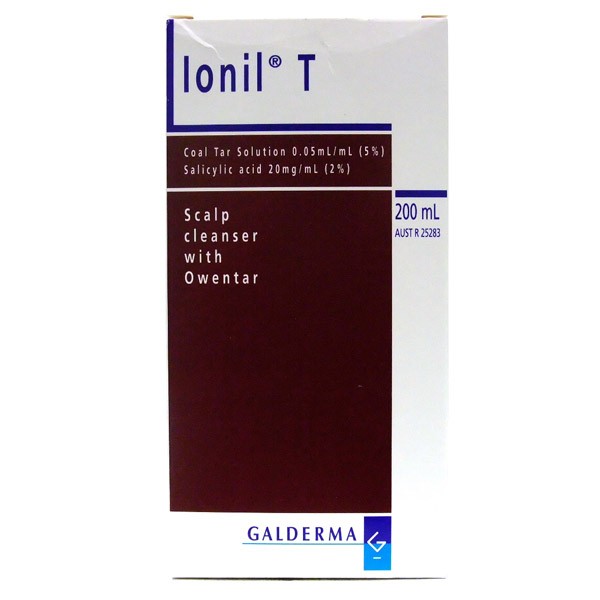 Ionil® T
Coal Tar Solution 0.05mL/mL (5%)
Salicylic acid 20mg/mL (2%)
Scalp
cleanser
with
Owentar
200 mL
AUST R 25283
GALDERMA